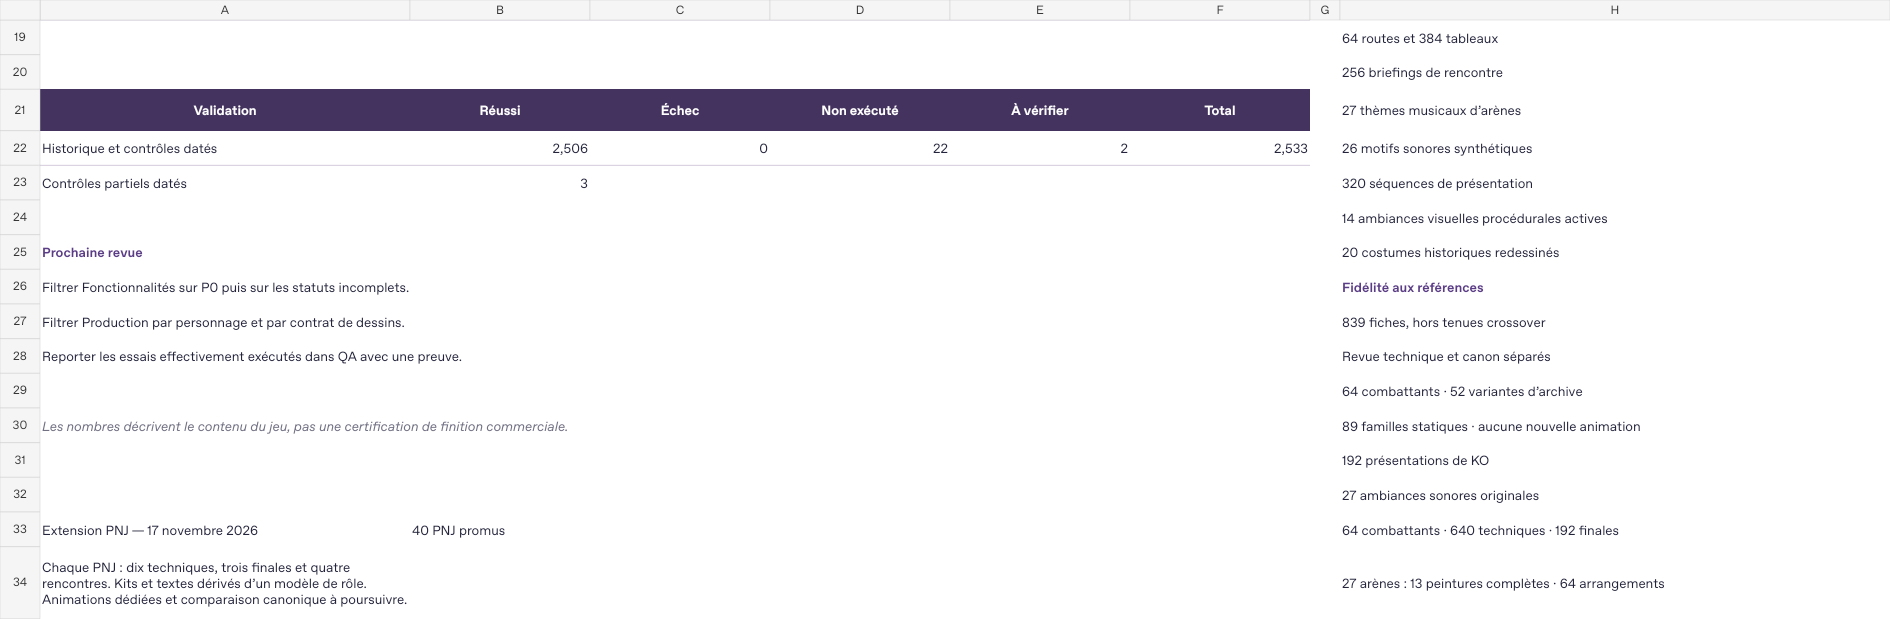 A B C D E F G H
19 64 routes et 384 tableaux
20 256 briefings de rencontre
21 Validation Réussi Échec Non exécuté À vérifier Total 27 thèmes musicaux d’arènes
22 Historique et contrôles datés 2,506 0 22 2 2,533 26 motifs sonores synthétiques
23 Contrôles partiels datés 3 320 séquences de présentation
24 14 ambiances visuelles procédurales actives
25 Prochaine revue 20 costumes historiques redessinés
26 Filtrer Fonctionnalités sur P0 puis sur les statuts incomplets. Fidélité aux références
27 Filtrer Production par personnage et par contrat de dessins. 839 fiches, hors tenues crossover
28 Reporter les essais effectivement exécutés dans QA avec une preuve. Revue technique et canon séparés
29 64 combattants · 52 variantes d’archive
30 Les nombres décrivent le contenu du jeu, pas une certification de finition commerciale. 89 familles statiques · aucune nouvelle animation
31 192 présentations de KO
32 27 ambiances sonores originales
33 Extension PNJ — 17 novembre 2026 40 PNJ promus 64 combattants · 640 techniques · 192 finales
34 Chaque PNJ : dix techniques, trois finales et quatre
rencontres. Kits et textes dérivés d’un modèle de rôle.
Animations dédiées et comparaison canonique à poursuivre.
27 arènes : 13 peintures complètes · 64 arrangements